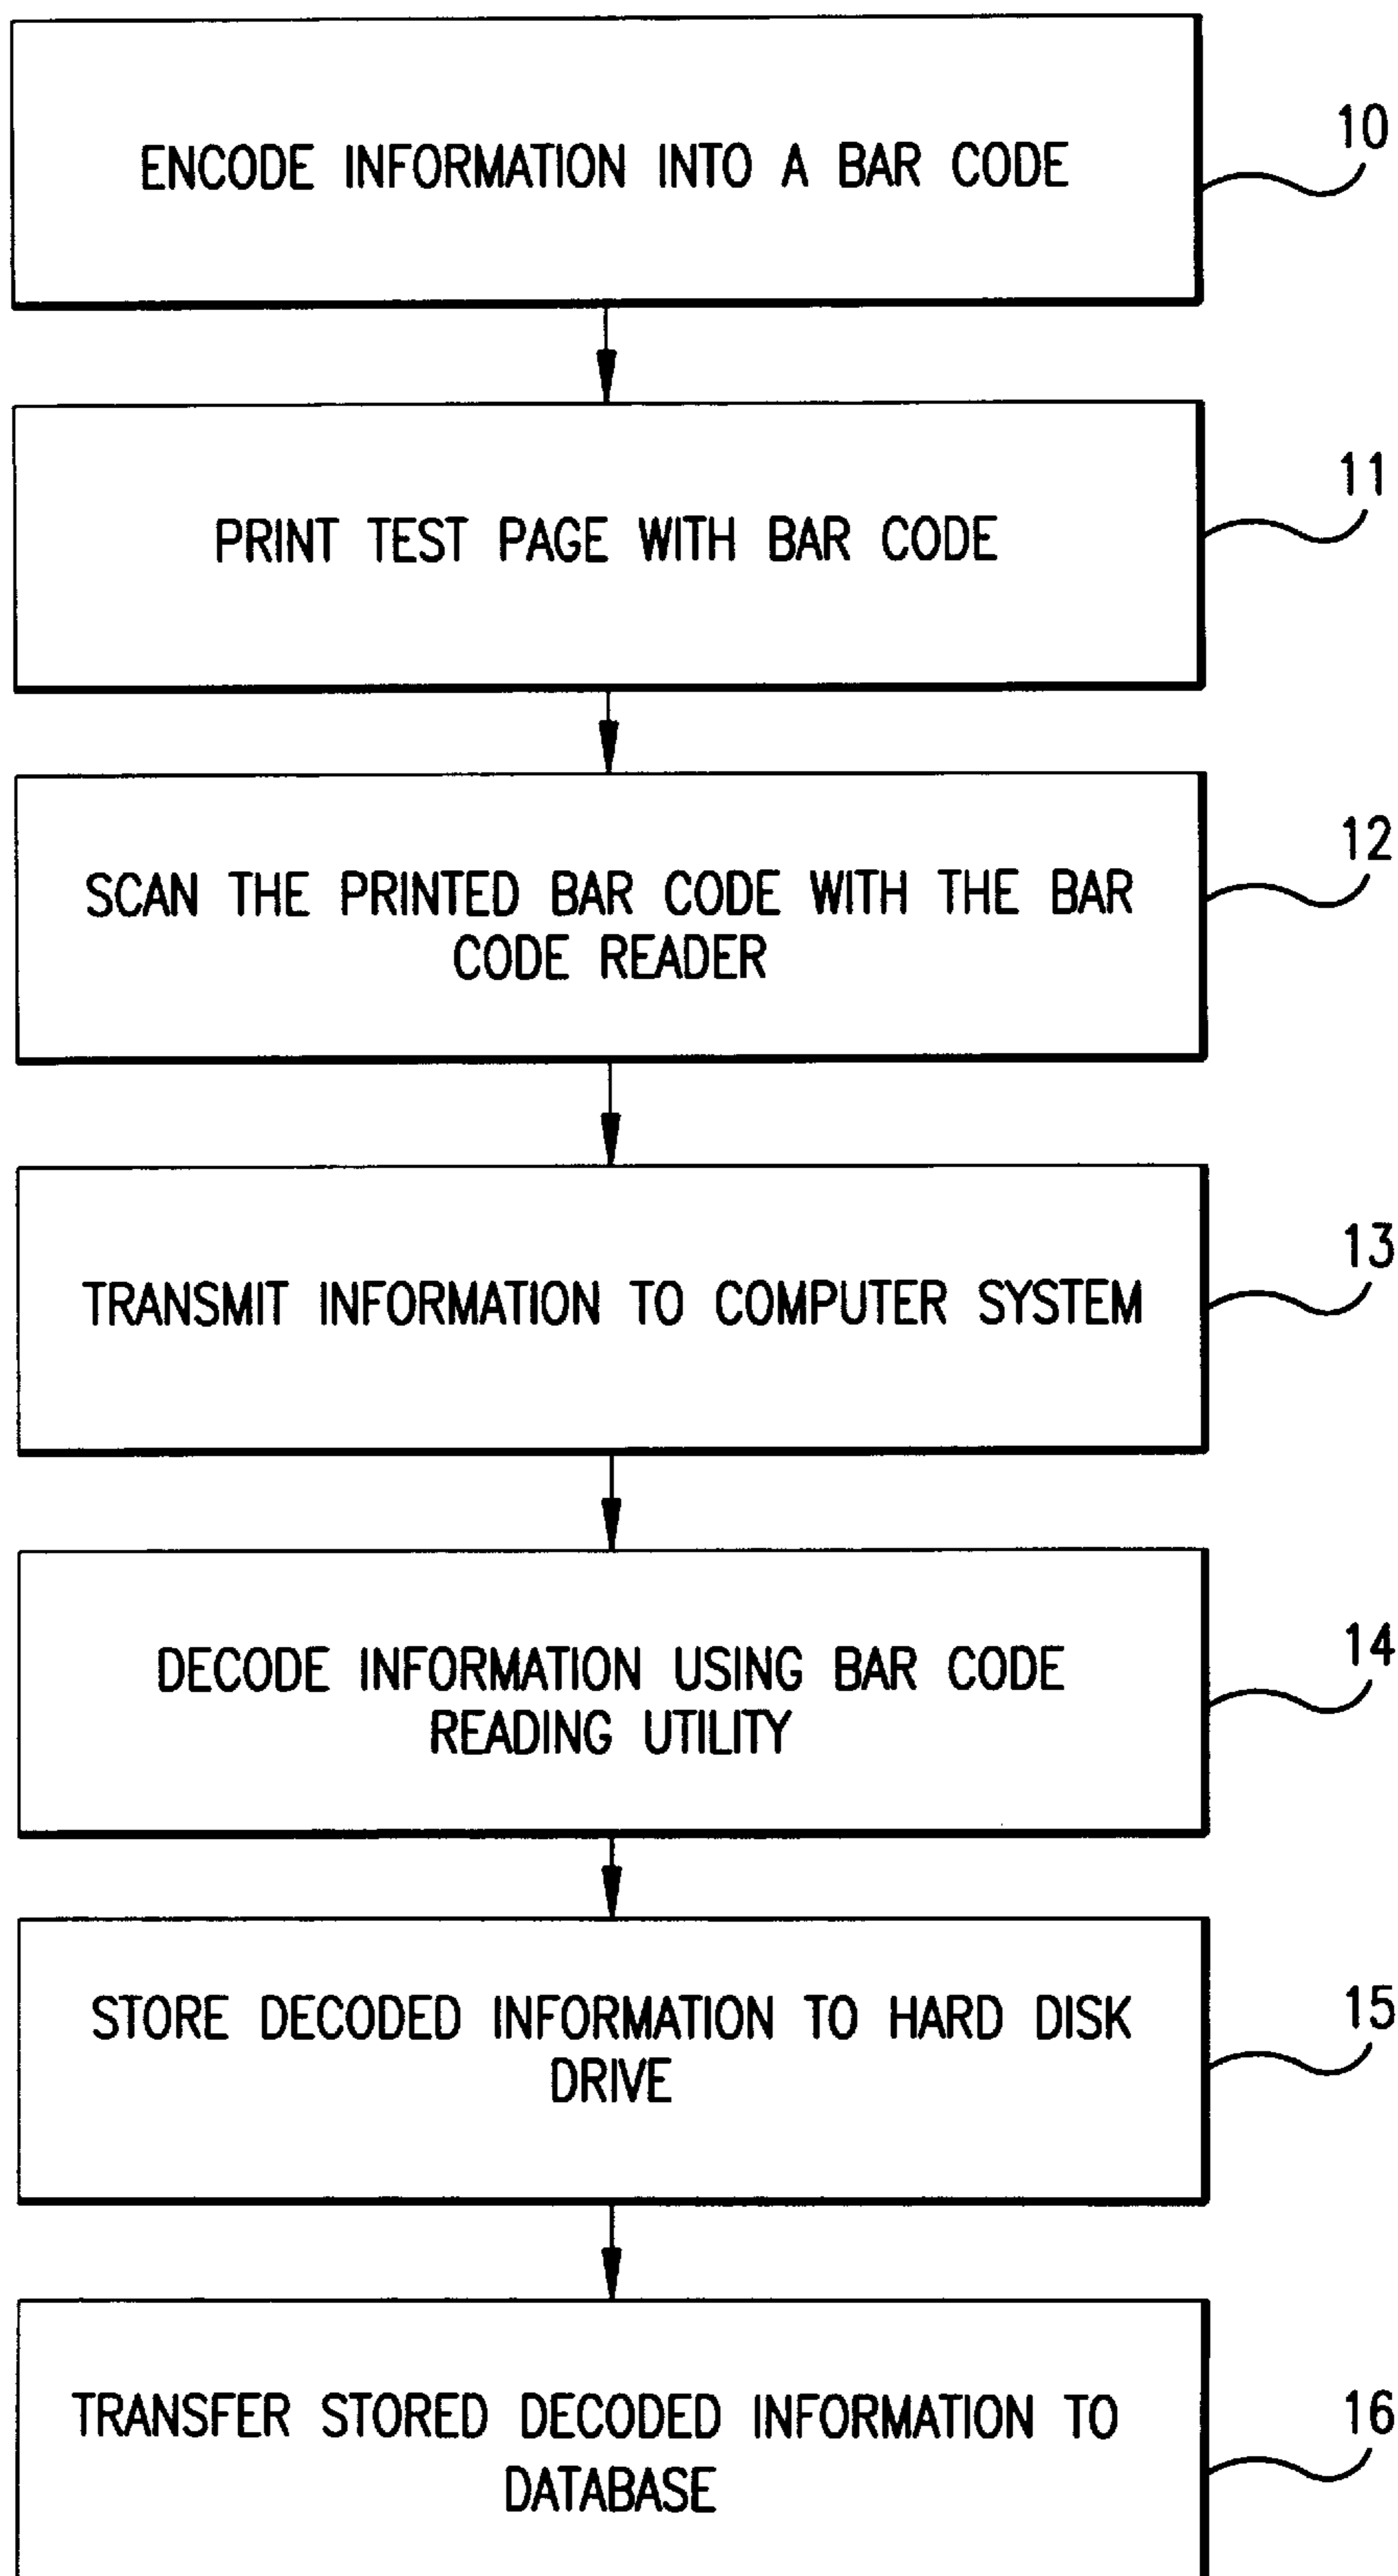 ENCODE INFORMATION INTO A BAR CODE
10
PRINT TEST PAGE WITH BAR CODE
11
SCAN THE PRINTED BAR CODE WITH THE BAR
CODE READER
12
TRANSMIT INFORMATION TO COMPUTER SYSTEM
13
DECODE INFORMATION USING BAR CODE
READING UTILITY
14
STORE DECODED INFORMATION TO HARD DISK
DRIVE
15
TRANSFER STORED DECODED INFORMATION TO
DATABASE
16